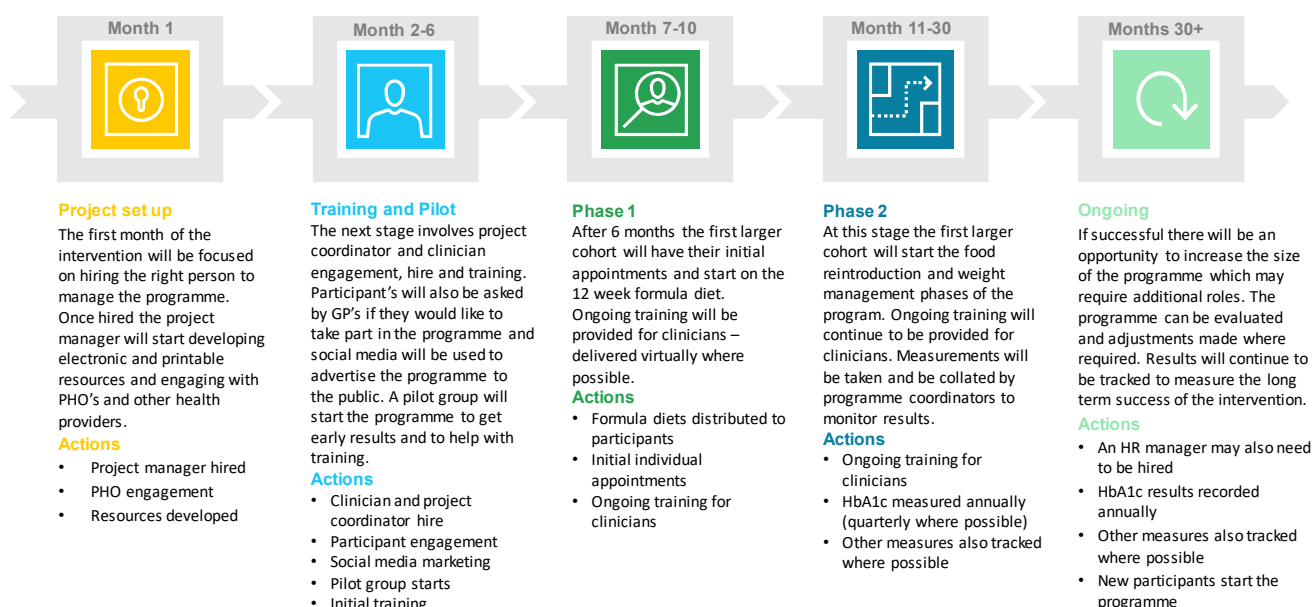 Month 1
Month 2-6
Month 7-10
Month 11-30
Months 30+
Project set up
The first month of the
intervention will be focused
on hiring the right person to
manage the programme.
Once hired the project
manager will start developing
electronic and printable
resources and engaging with
PHO's and other health
providers.
Actions
• Project manager hired
• PHO engagement
• Resources developed
Training and Pilot
The next stage involves project
coordinator and clinician
engagement, hire and training.
Participant's will also be asked
by GP's if they would like to
take part in the programme and
social media will be used to
advertise the programme to
the public. A pilot group will
start the programme to get
early results and to help with
training.
Actions
• Clinician and project
coordinator hire
• Participant engagement
• Social media marketing
• Pilot group starts
• Initial training
Phase 1
After 6 months the first larger
cohort will have their initial
appointments and start on the
12 week formula diet.
Ongoing training will be
provided for clinicians –
delivered virtually where
possible.
Actions
• Formula diets distributed to
participants
• Initial individual
appointments
• Ongoing training for
clinicians
Phase 2
At this stage the first larger
cohort will start the food
reintroduction and weight
management phases of the
program. Ongoing training will
continue to be provided for
clinicians. Measurements will
be taken and be collated by
programme coordinators to
monitor results.
Actions
• Ongoing training for
clinicians
• HbA1c measured annually
(quarterly where possible)
• Other measures also tracked
where possible
Ongoing
If successful there will be an
opportunity to increase the size
of the programme which may
require additional roles. The
programme can be evaluated
and adjustments made where
required. Results will continue to
be tracked to measure the long
term success of the intervention.
Actions
• An HR manager may also need
to be hired
• HbA1c results recorded
annually
• Other measures also tracked
where possible
• New participants start the
programme